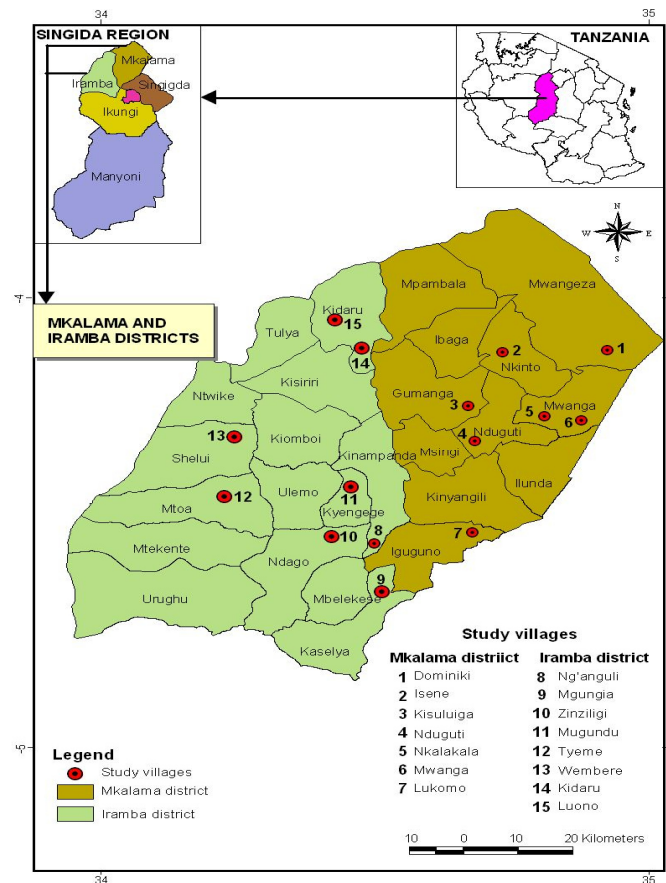 34
35
SINGIDA REGION
Mkalama
Iramba
Singigda
Ikungi
Manyoni
TANZANIA
N
W E
S
-4
-4
MKALAMA AND
IRAMBA DISTRICTS
Mpambala
Mwangeza
Kidaru
15
Tulya
Ibaga
2
1
14
Nkinto
Kisiriri
Gumanga
Mwanga
Ntwike
3
5
6
13
Kiomboi
4
Nduguti
Shelui
Kinampanda
Msirigi
Ulemo
Ilunda
12
11
Kinyangili
Mtoa
Kyengege
Mtekente
10
8
7
Iguguno
Ndago
9
Urughu
Mbelekese
Kaselya
Study villages
Mkalama distriict
1 Dominiki
2 Isene
3 Kisuluiga
4 Nduguti
5 Nkalakala
6 Mwanga
7 Lukomo
Iramba district
8 Ng'anguli
9 Mgungia
10 Zinziligi
11 Mugundu
12 Tyeme
13 Wembere
14 Kidaru
15 Luono
-5
-5
Legend
Study villages
Mkalama district
Iramba district
10 0 10 20 Kilometers
34
35